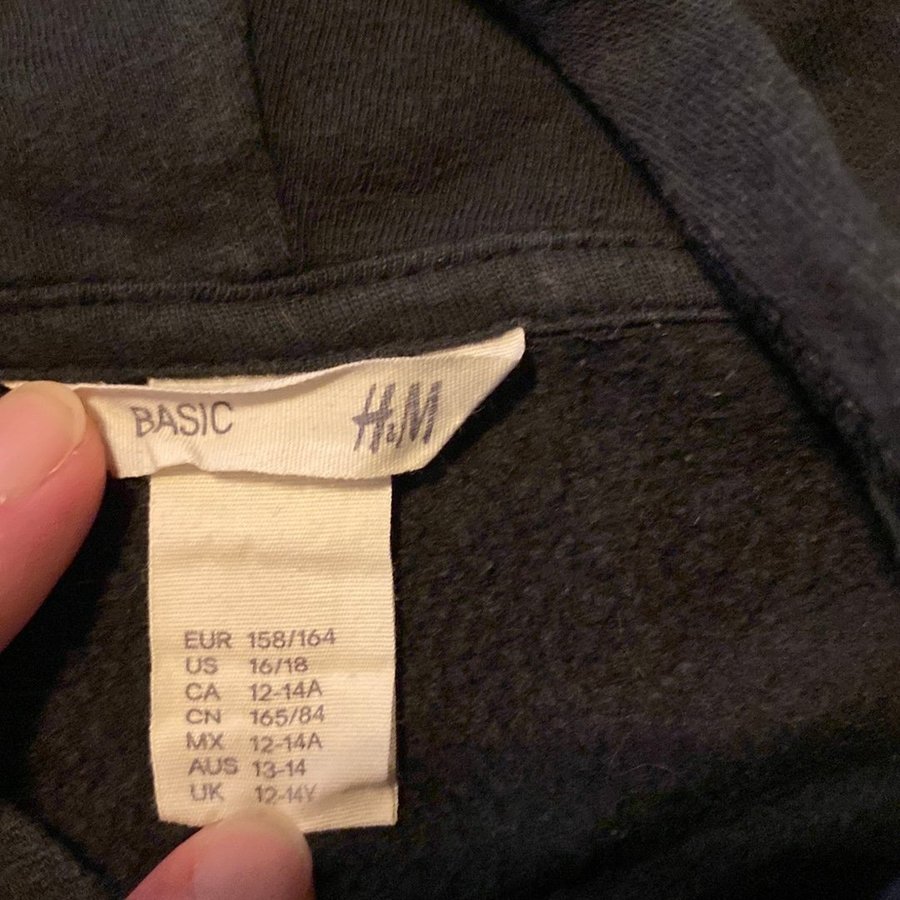 BASIC H&M
EUR 158/164
US 16/18
CA 12-14A
CN 165/84
MX 12-14A
AUS 13-14
UK 12-14Y